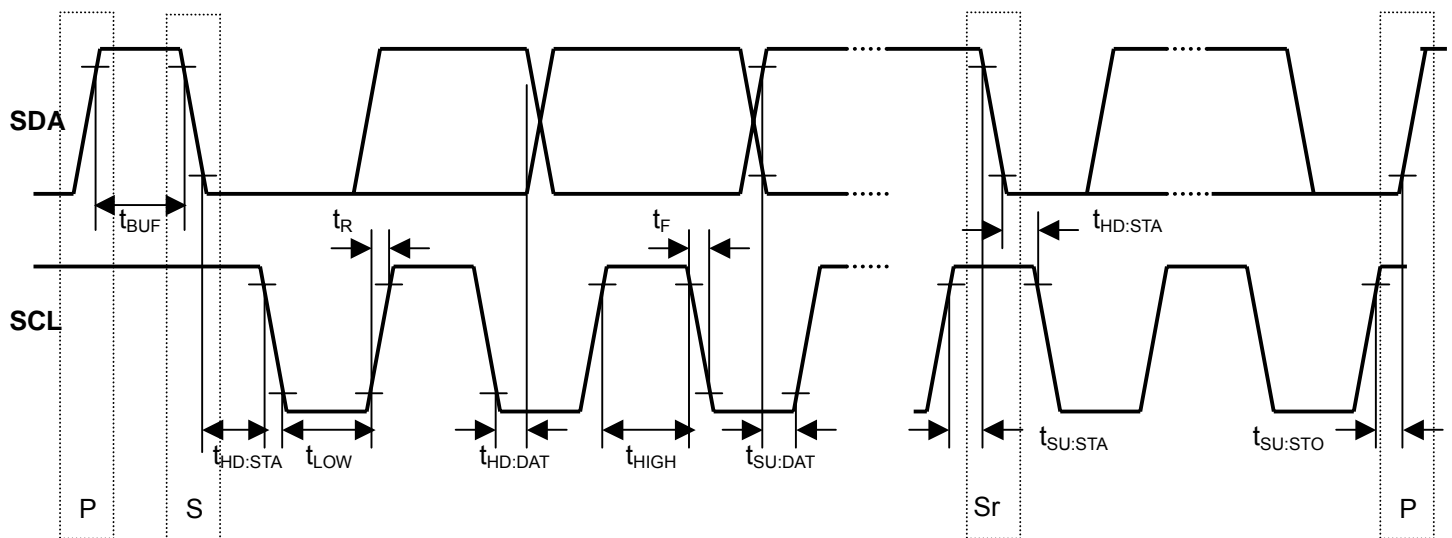 SDA
tBUF
tR
tF
tHD:STA
SCL
tHD:STA
tLOW
tHD:DAT
tHIGH
tSU:DAT
tSU:STA
tSU:STO
P
S
Sr
P